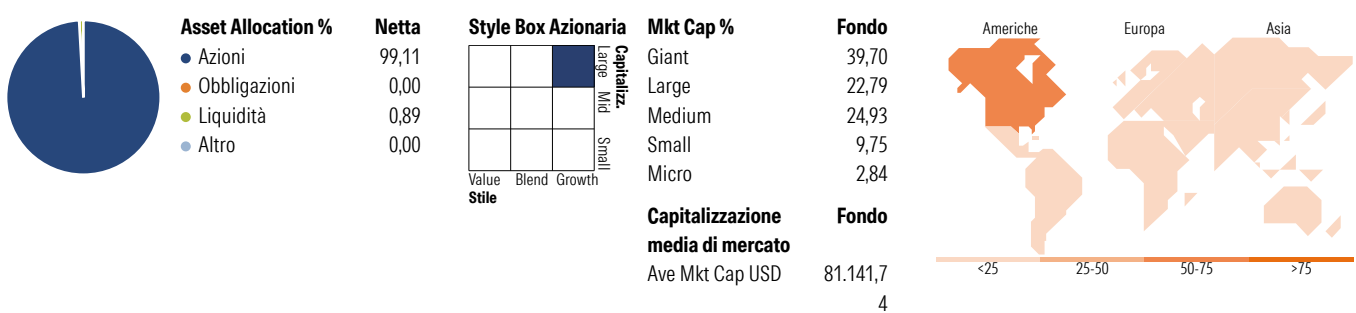 Asset Allocation % Netta
Azioni 99,11
Obbligazioni 0,00
Liquidità 0,89
Altro 0,00
Style Box Azionaria
Capitalizz.
Large Mid Small
Value Blend Growth
Stile
Mkt Cap % Fondo
Giant 39,70
Large 22,79
Medium 24,93
Small 9,75
Micro 2,84
Capitalizzazione Fondo
media di mercato
Ave Mkt Cap USD 81.141,7
4
Americhe Europa Asia
<25 25-50 50-75 >75